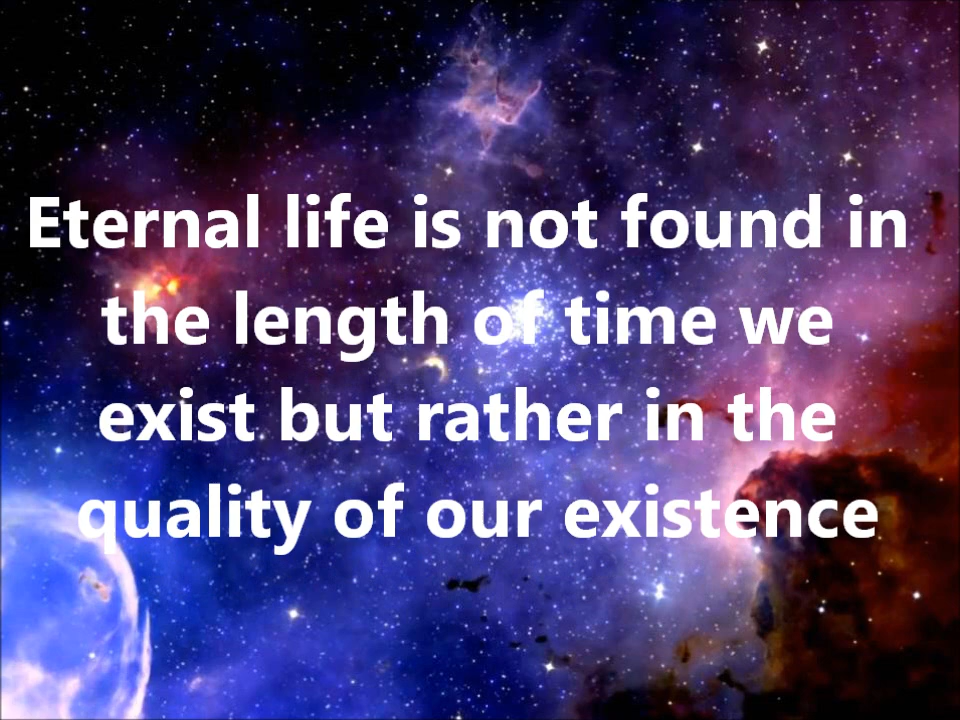 Eternal life is not found in
the length of time we
exist but rather in the
quality of our existence